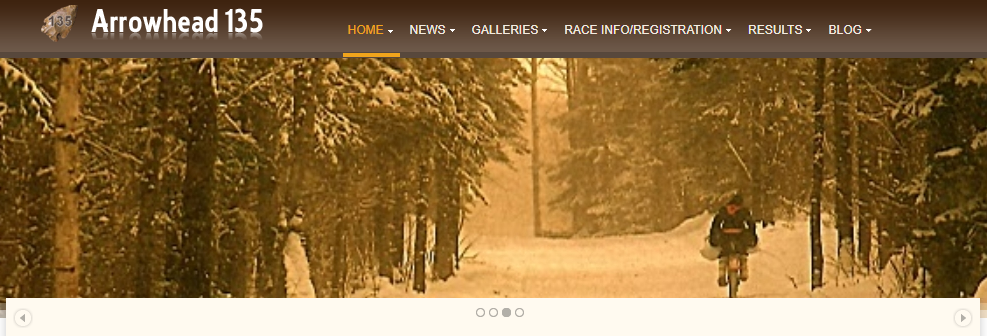 135
Arrowhead 135
HOME NEWS GALLERIES RACE INFO/REGISTRATION RESULTS BLOG